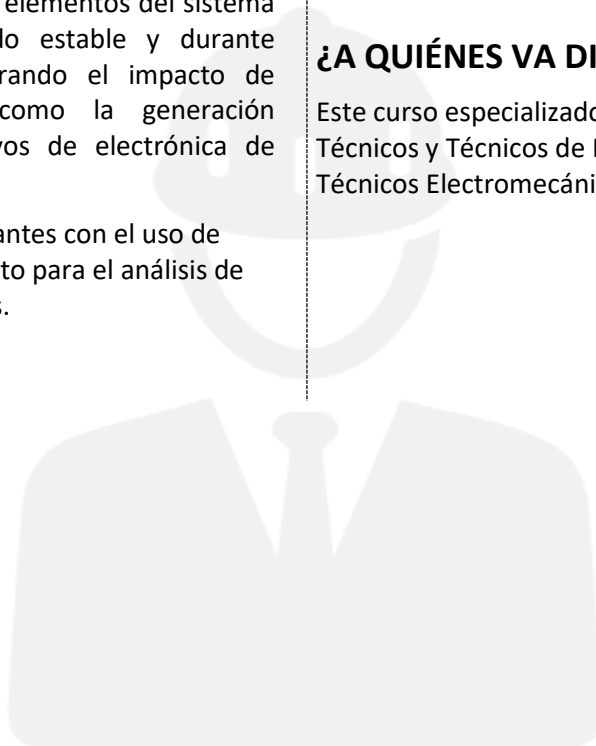 elementos del sistema
do estable y durante
rando el impacto de
como la generación
vos de electrónica de
antes con el uso de
to para el análisis de
s.
¿A QUIÉNES VA DI
Este curso especializado
Técnicos y Técnicos de
Técnicos Electromecáni